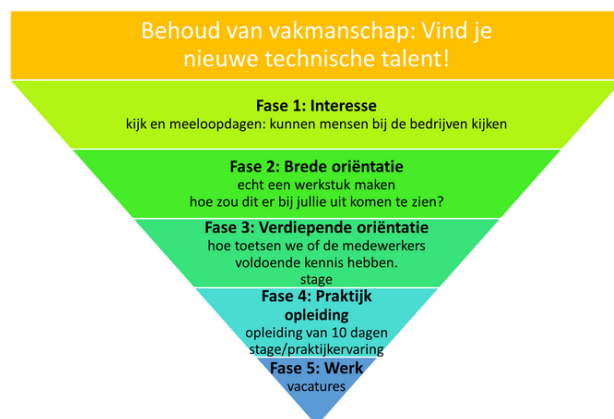 Behoud van vakmanschap: Vind je
nieuwe technische talent!
Fase 1: Interesse
kijk en meeloopdagen: kunnen mensen bij de bedrijven kijken
Fase 2: Brede oriëntatie
echt een werkstuk maken
hoe zou dit er bij jullie uit komen te zien?
Fase 3: Verdiepende oriëntatie
hoe toetsen we of de medewerkers
voldoende kennis hebben.
stage
Fase 4: Praktijk
opleiding
opleiding van 10 dagen
stage/praktijkervaring
Fase 5: Werk
vacatures